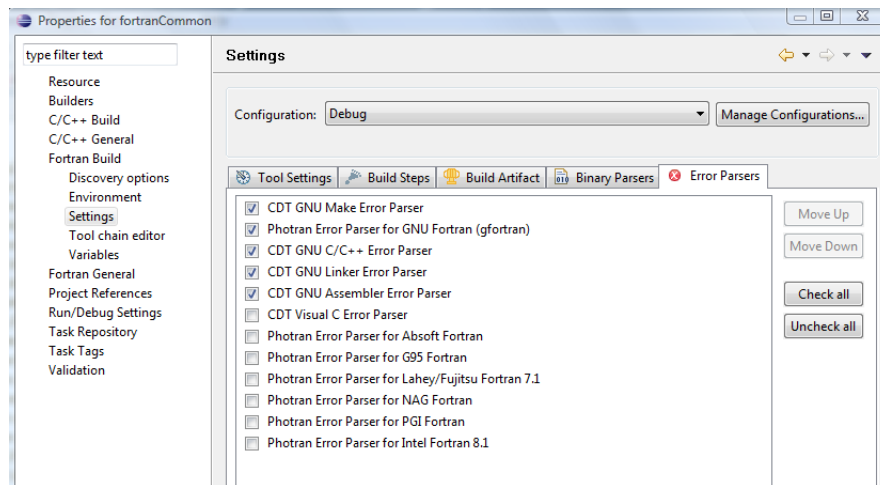 Properties for fortranCommon
type filter text
Resource
Builders
C/C++ Build
C/C++ General
Fortran Build
Discovery options
Environment
Settings
Tool chain editor
Variables
Fortran General
Project References
Run/Debug Settings
Task Repository
Task Tags
Validation
Settings
Configuration: Debug Manage Configurations...
Tool Settings Build Steps Build Artifact Binary Parsers Error Parsers
CDT GNU Make Error Parser
Photran Error Parser for GNU Fortran (gfortran)
CDT GNU C/C++ Error Parser
CDT GNU Linker Error Parser
CDT GNU Assembler Error Parser
CDT Visual C Error Parser
Photran Error Parser for Absoft Fortran
Photran Error Parser for G95 Fortran
Photran Error Parser for Lahey/Fujitsu Fortran 7.1
Photran Error Parser for NAG Fortran
Photran Error Parser for PGI Fortran
Photran Error Parser for Intel Fortran 8.1
Move Up
Move Down
Check all
Uncheck all